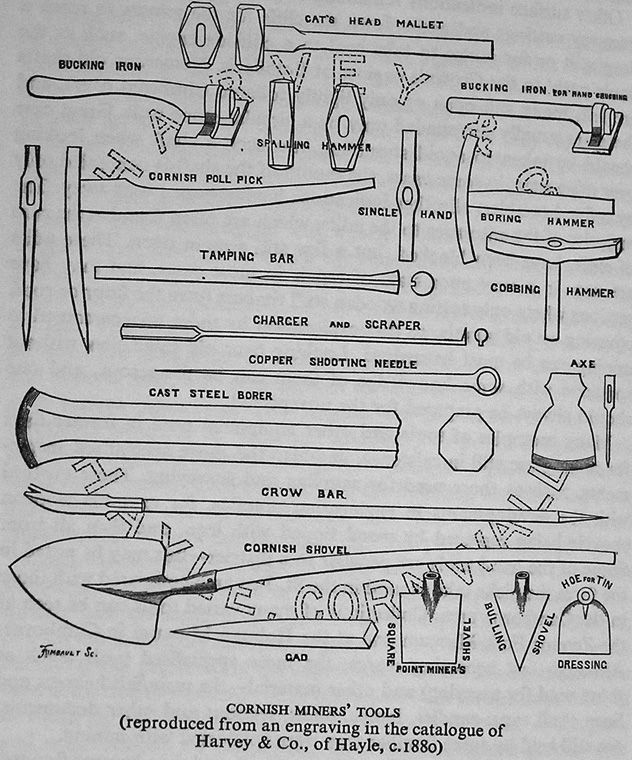 CAT'S HEAD MALLET
BUCKING IRON
BUCKING IRON FOR HAND CRUSHING
SPALLING HAMMER
CORNISH POLL PICK
SINGLE HAND BORING HAMMER
TAMPING BAR
COBBING HAMMER
CHARGER AND SCRAPER
COPPER SHOOTING NEEDLE
AXE
CAST STEEL BORER
CROW BAR
CORNISH SHOVEL
HARVEY & Co.
HAYLE, CORNWALL
GAD
SQUARE POINT MINER'S SHOVEL
BULLING SHOVEL
HOE FOR TIN DRESSING
CORNISH MINERS' TOOLS
(reproduced from an engraving in the catalogue of
Harvey & Co., of Hayle, c.1880)